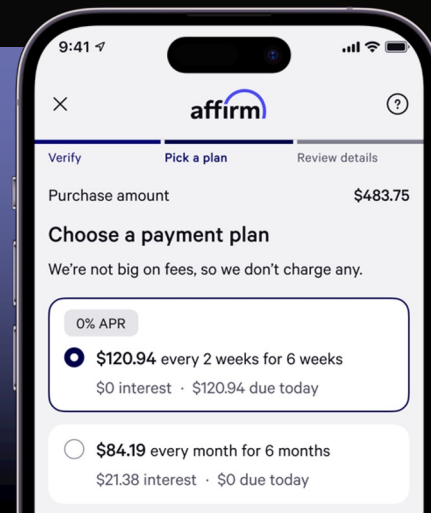 9:41
affirm
?
Verify Pick a plan Review details
Purchase amount $483.75
Choose a payment plan
We're not big on fees, so we don't charge any.
0% APR
$120.94 every 2 weeks for 6 weeks
$0 interest · $120.94 due today
$84.19 every month for 6 months
$21.38 interest · $0 due today